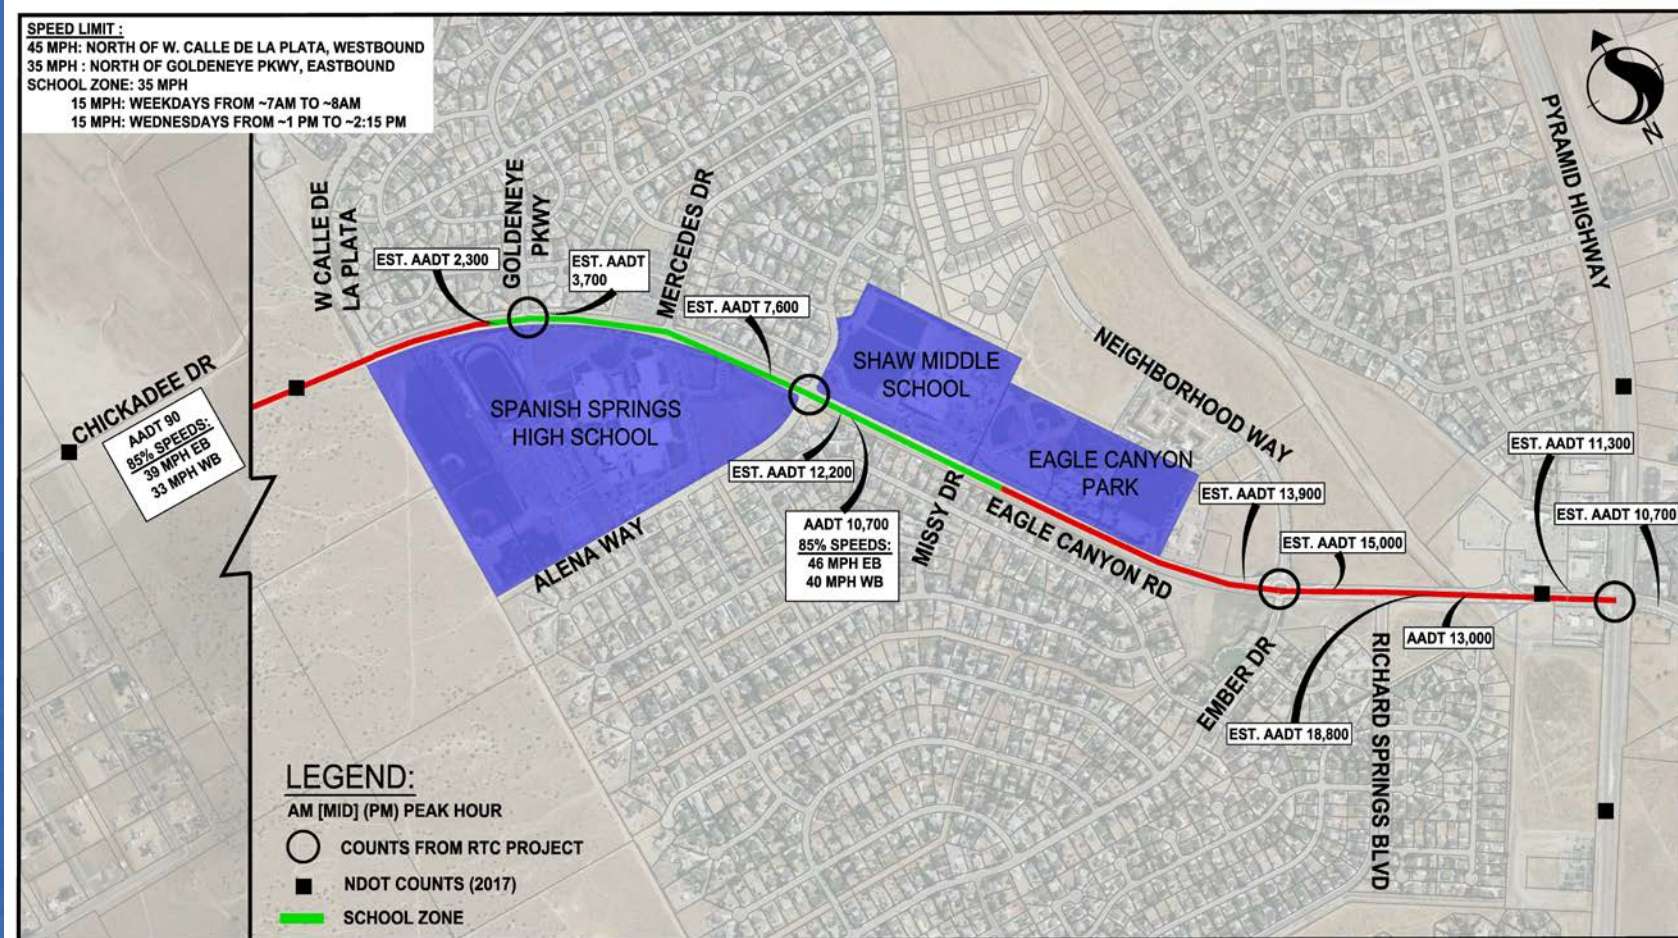 SPEED LIMIT :
45 MPH: NORTH OF W. CALLE DE LA PLATA, WESTBOUND
35 MPH : NORTH OF GOLDENEYE PKWY, EASTBOUND
SCHOOL ZONE: 35 MPH
15 MPH: WEEKDAYS FROM ~7AM TO ~8AM
15 MPH: WEDNESDAYS FROM ~1 PM TO ~2:15 PM
N
PYRAMID HIGHWAY
W CALLE DE
LA PLATA
GOLDENEYE
PKWY
MERCEDES DR
EST. AADT 2,300
EST. AADT
3,700
EST. AADT 7,600
CHICKADEE DR
AADT 90
85% SPEEDS:
39 MPH EB
33 MPH WB
SPANISH SPRINGS
HIGH SCHOOL
SHAW MIDDLE
SCHOOL
EAGLE CANYON
PARK
NEIGHBORHOOD WAY
ALENA WAY
EST. AADT 12,200
AADT 10,700
85% SPEEDS:
46 MPH EB
40 MPH WB
MISSY DR
EAGLE CANYON RD
EST. AADT 13,900
EST. AADT 15,000
EST. AADT 11,300
EST. AADT 10,700
AADT 13,000
EST. AADT 18,800
EMBER DR
RICHARD SPRINGS BLVD
LEGEND:
AM [MID] (PM) PEAK HOUR
COUNTS FROM RTC PROJECT
NDOT COUNTS (2017)
SCHOOL ZONE